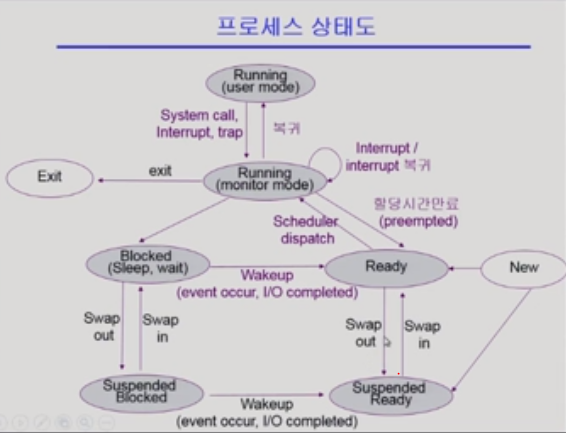 프로세스 상태도
Running
(user mode)
System call,
Interrupt, trap
복귀
Interrupt /
interrupt 복귀
Exit
exit
Running
(monitor mode)
할당시간만료
(preempted)
Scheduler
dispatch
Blocked
(Sleep, wait)
Wakeup
(event occur, I/O completed)
Ready
New
Swap
out
Swap
in
Swap
out
Swap
in
Suspended
Blocked
Wakeup
(event occur, I/O completed)
Suspended
Ready